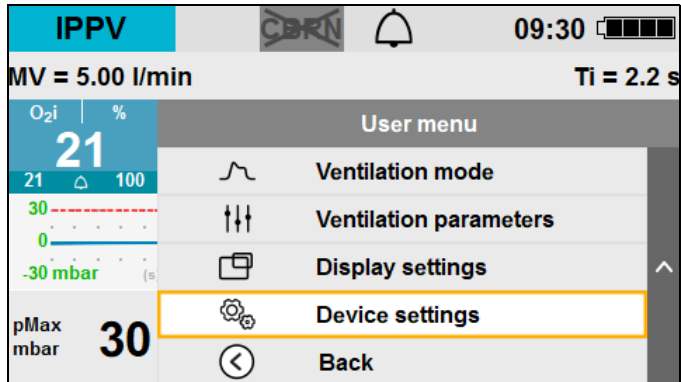 IPPV CBRN 09:30
MV = 5.00 l/min Ti = 2.2 s
O₂i %
21
21 100
User menu
Ventilation mode
30
Ventilation parameters
0
-30 mbar (s
Display settings
Device settings
pMax
mbar 30
Back